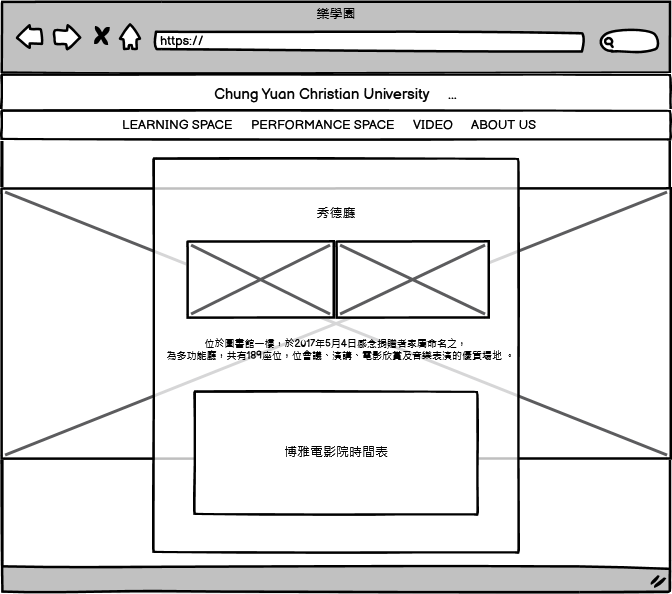 樂學園
https://
Chung Yuan Christian University ...
LEARNING SPACE PERFORMANCE SPACE VIDEO ABOUT US
秀德廳
位於圖書館一樓，於2017年5月4日感念捐贈者家屬命名之，
為多功能廳，共有189座位，位會議、演講、電影欣賞及音樂表演的優質場地 。
博雅電影院時間表